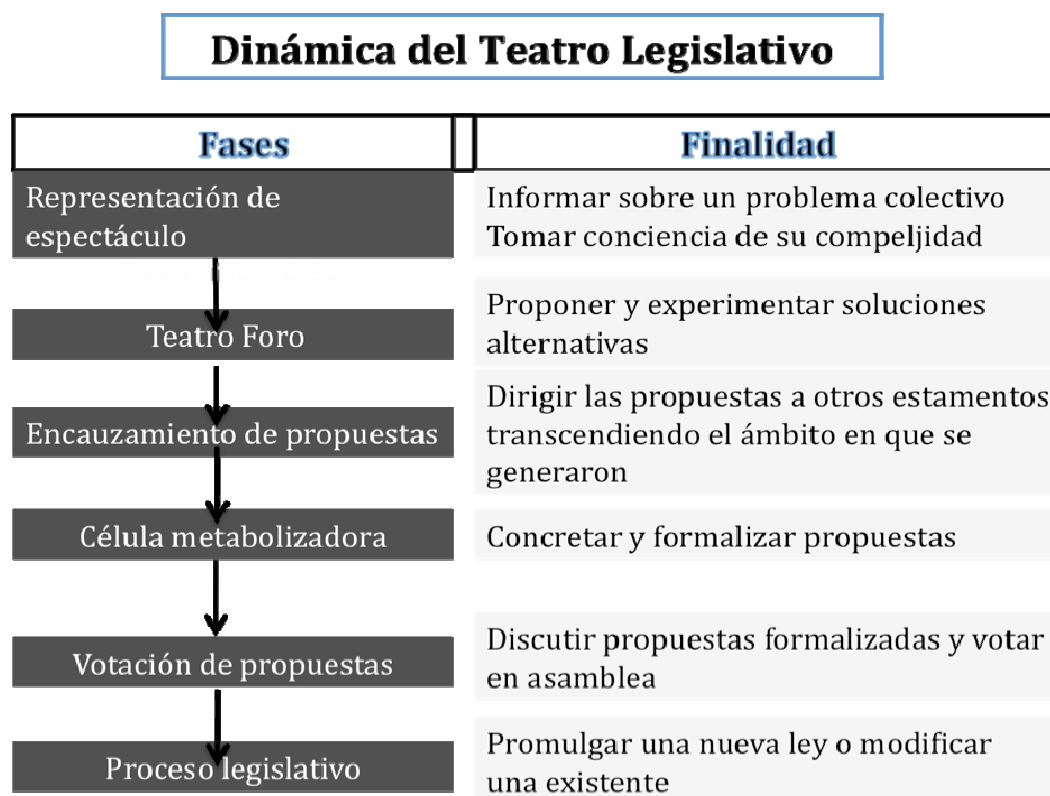 Dinámica del Teatro Legislativo
Fases
Finalidad
Representación de
espectáculo
Informar sobre un problema colectivo
Tomar conciencia de su compeljidad
Teatro Foro
Proponer y experimentar soluciones
alternativas
Encauzamiento de propuestas
Dirigir las propuestas a otros estamentos
transcendiendo el ámbito en que se
generaron
Célula metabolizadora
Concretar y formalizar propuestas
Votación de propuestas
Discutir propuestas formalizadas y votar
en asamblea
Proceso legislativo
Promulgar una nueva ley o modificar
una existente